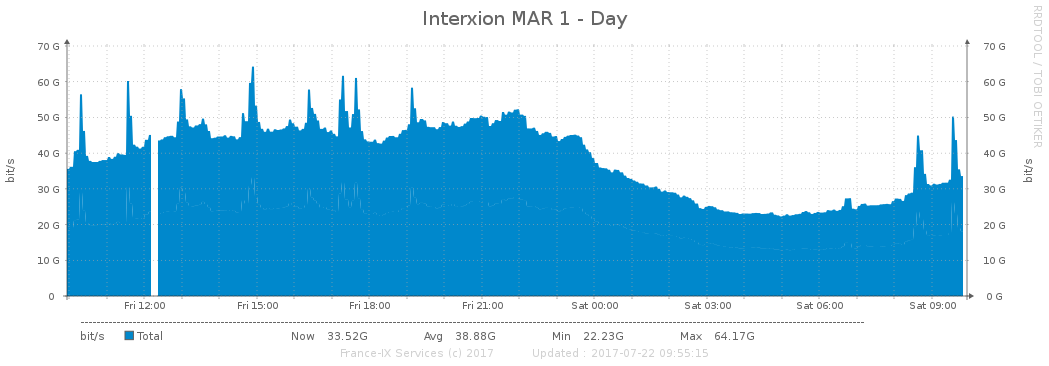 Interxion MAR 1 - Day
RRDTOOL / TOBI OETIKER
70 G 70 G
60 G 60 G
50 G 50 G
40 G 40 G
30 G 30 G
20 G 20 G
10 G 10 G
0 0 G
bit/s bit/s
Fri 12:00 Fri 15:00 Fri 18:00 Fri 21:00 Sat 00:00 Sat 03:00 Sat 06:00 Sat 09:00
bit/s Total Now 33.52G Avg 38.88G Min 22.23G Max 64.17G
France-IX Services (c) 2017 Updated : 2017-07-22 09:55:15